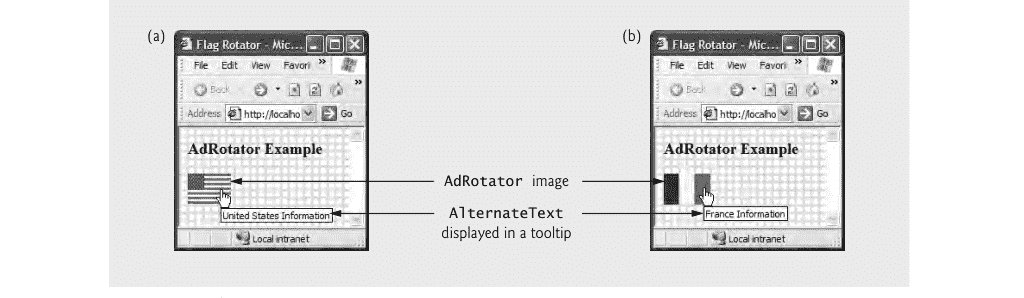 (a)
Flag Rotator - Mic...
File Edit View Favori »
Back »
Address http://localho Go
AdRotator Example
United States Information
Local intranet
AdRotator image
AlternateText
displayed in a tooltip
(b)
Flag Rotator - Mic...
File Edit View Favori »
Back »
Address http://localho Go
AdRotator Example
France Information
Local intranet